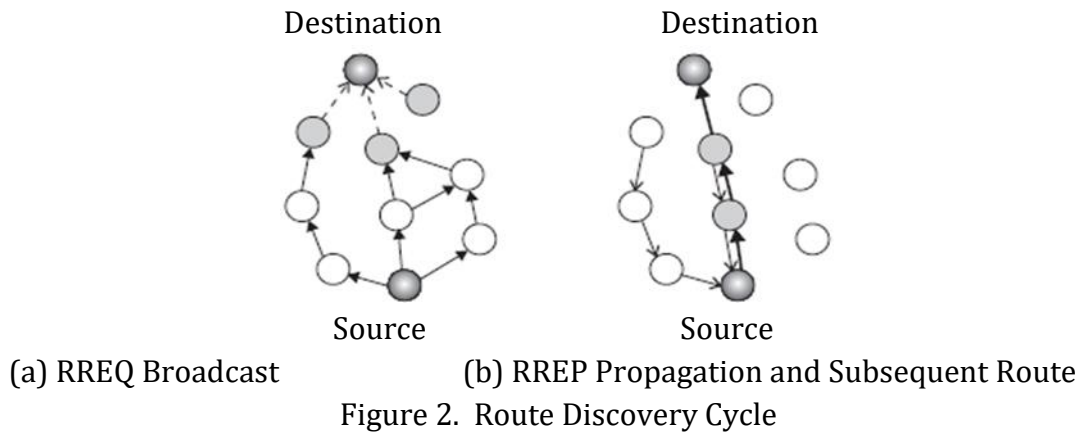 Destination Destination
Source Source
(a) RREQ Broadcast (b) RREP Propagation and Subsequent Route
Figure 2. Route Discovery Cycle